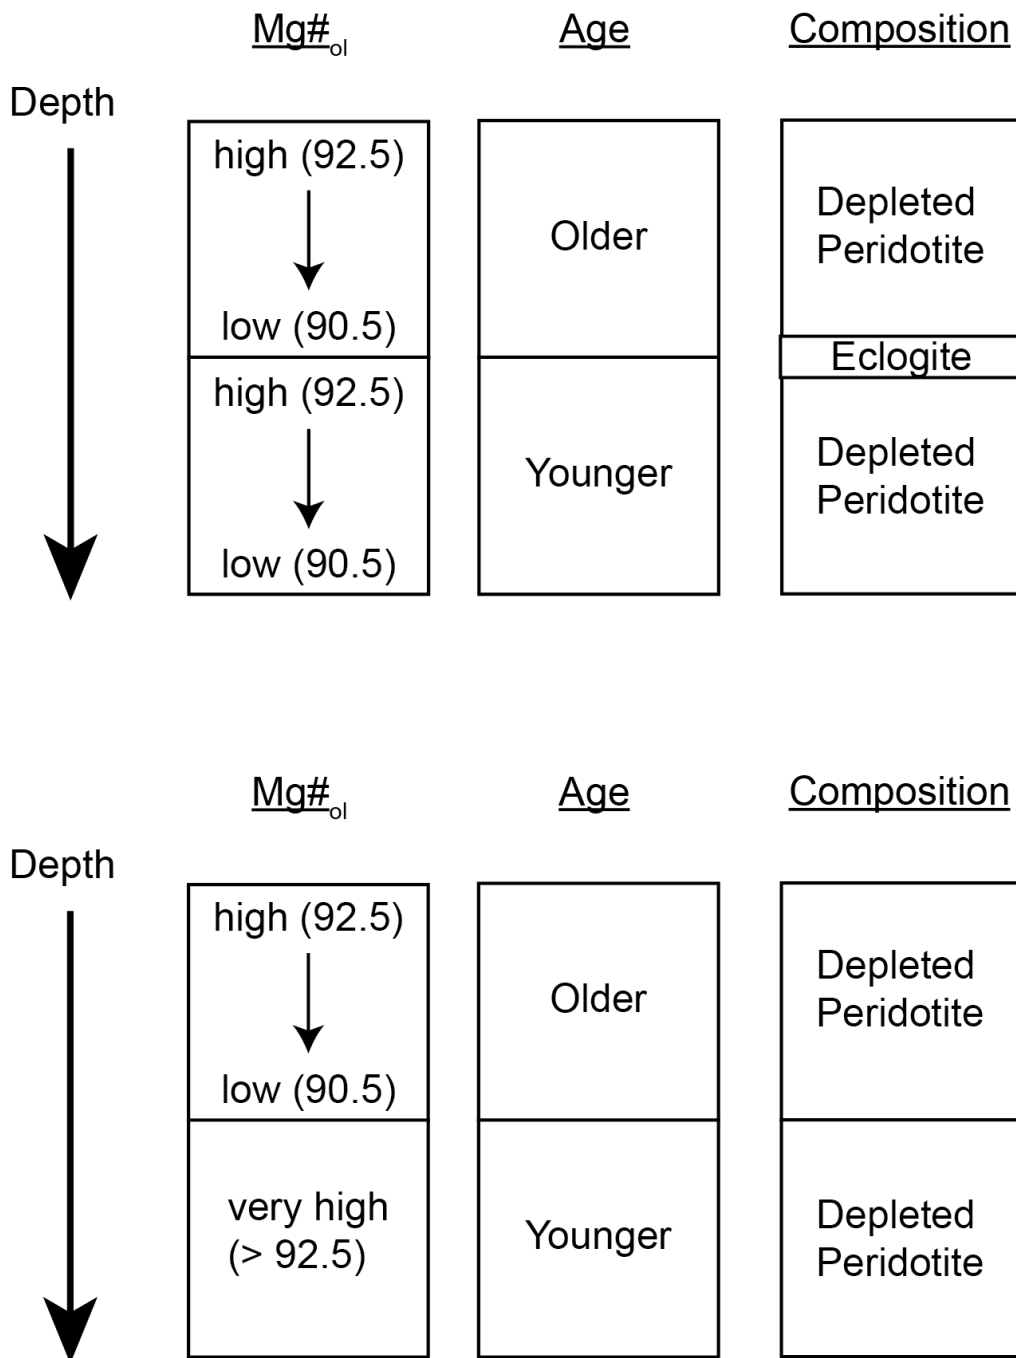 Mg#ol Age Composition
Depth
high (92.5)
low (90.5)
Older
Depleted
Peridotite
Eclogite
high (92.5)
low (90.5)
Younger
Depleted
Peridotite
Mg#ol Age Composition
Depth
high (92.5)
low (90.5)
Older
Depleted
Peridotite
very high
(> 92.5)
Younger
Depleted
Peridotite